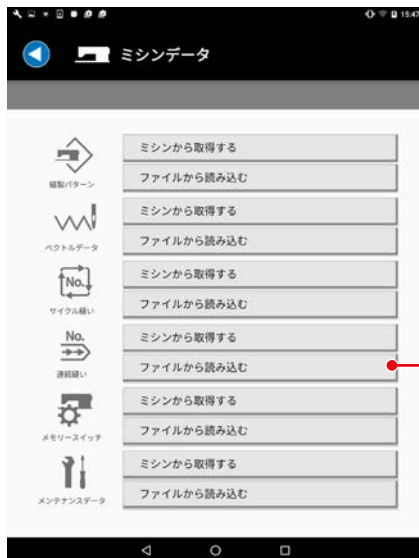 15:47
ミシンデータ
縫製パターン
ミシンから取得する
ファイルから読み込む
ベクトルデータ
ミシンから取得する
ファイルから読み込む
No.
サイクル縫い
ミシンから取得する
ファイルから読み込む
No.
連続縫い
ミシンから取得する
ファイルから読み込む
メモリースイッチ
ミシンから取得する
ファイルから読み込む
メンテナンスデータ
ミシンから取得する
ファイルから読み込む